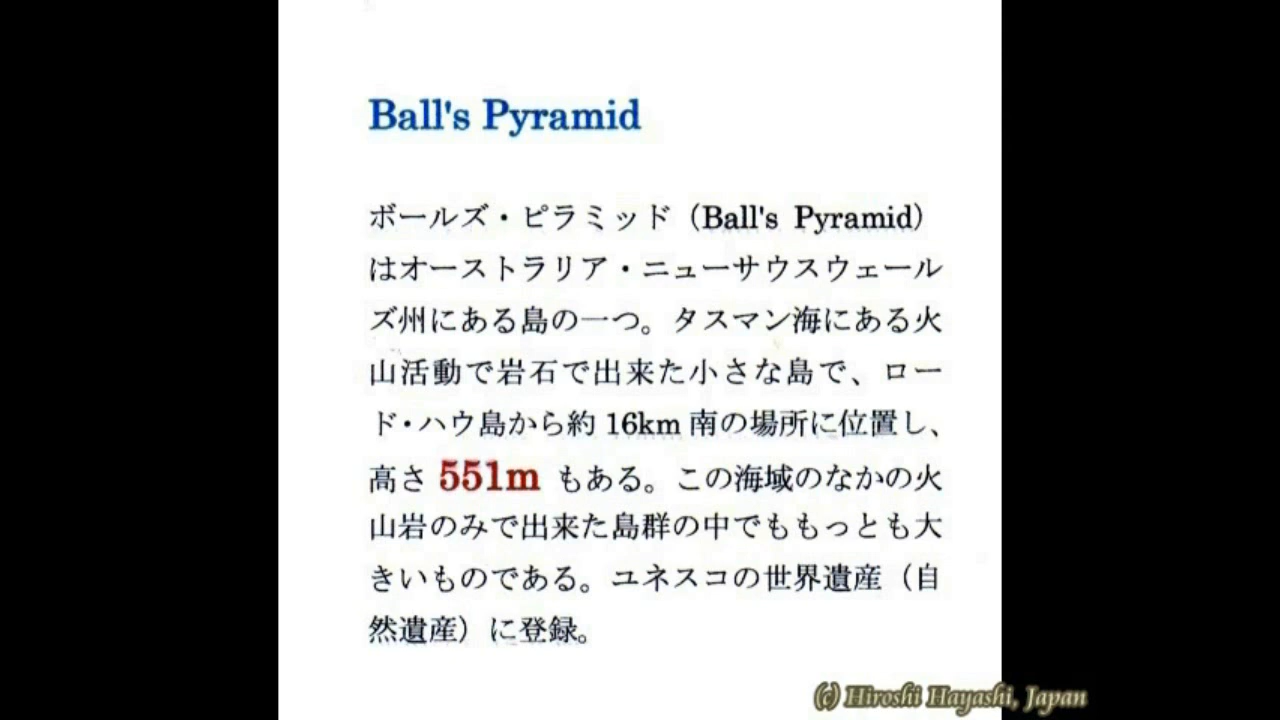 Ball's Pyramid
ボールズ・ピラミッド（Ball's Pyramid）
はオーストラリア・ニューサウスウェール
ズ州にある島の一つ。タスマン海にある火
山活動で岩石で出来た小さな島で、ロー
ド・ハウ島から約 16km 南の場所に位置し、
高さ 551m もある。この海域のなかの火
山岩のみで出来た島群の中でももっとも大
きいものである。ユネスコの世界遺産（自
然遺産）に登録。
(c) Hiroshi Hayashi, Japan